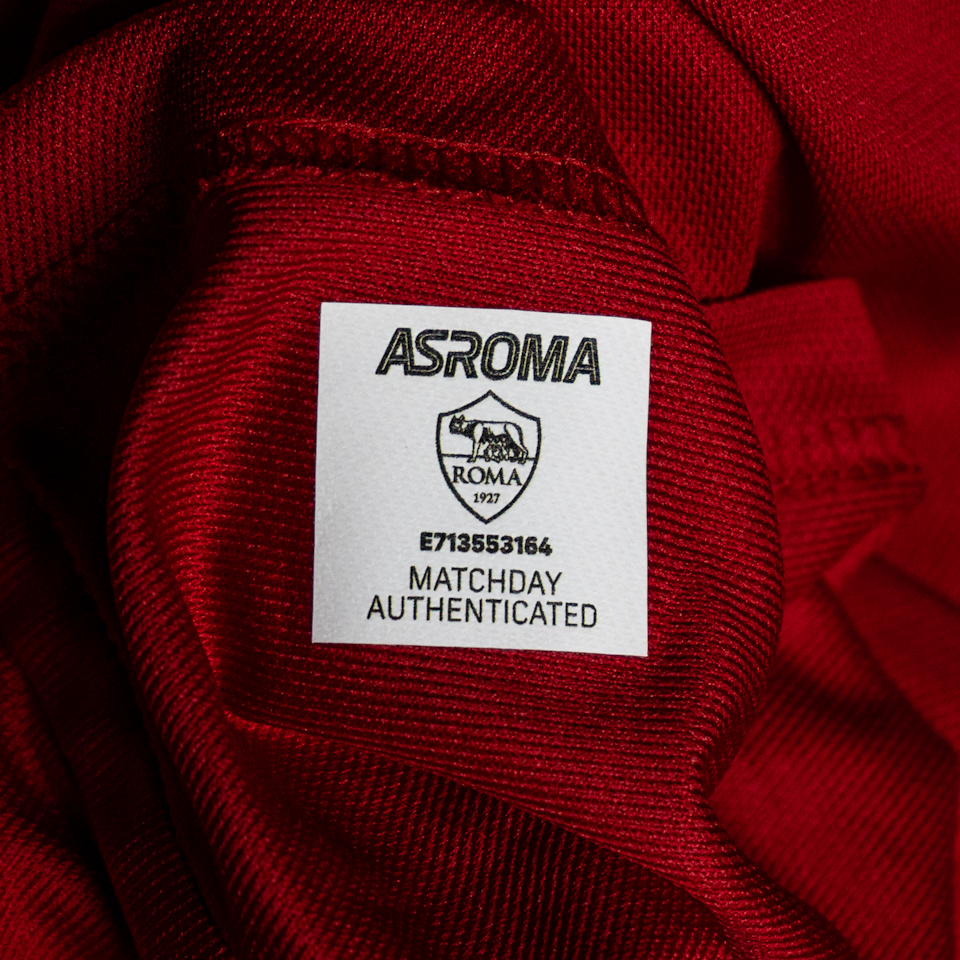 ASROMA
ROMA
1927
E713553164
MATCHDAY
AUTHENTICATED